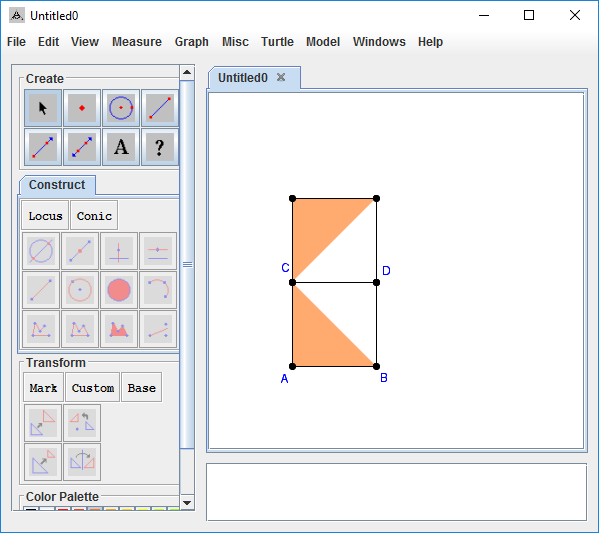 Untitled0
File Edit View Measure Graph Misc Turtle Model Windows Help
Create
A ?
Construct
Locus Conic
Transform
Mark Custom Base
Color Palette
Untitled0
C D
A B